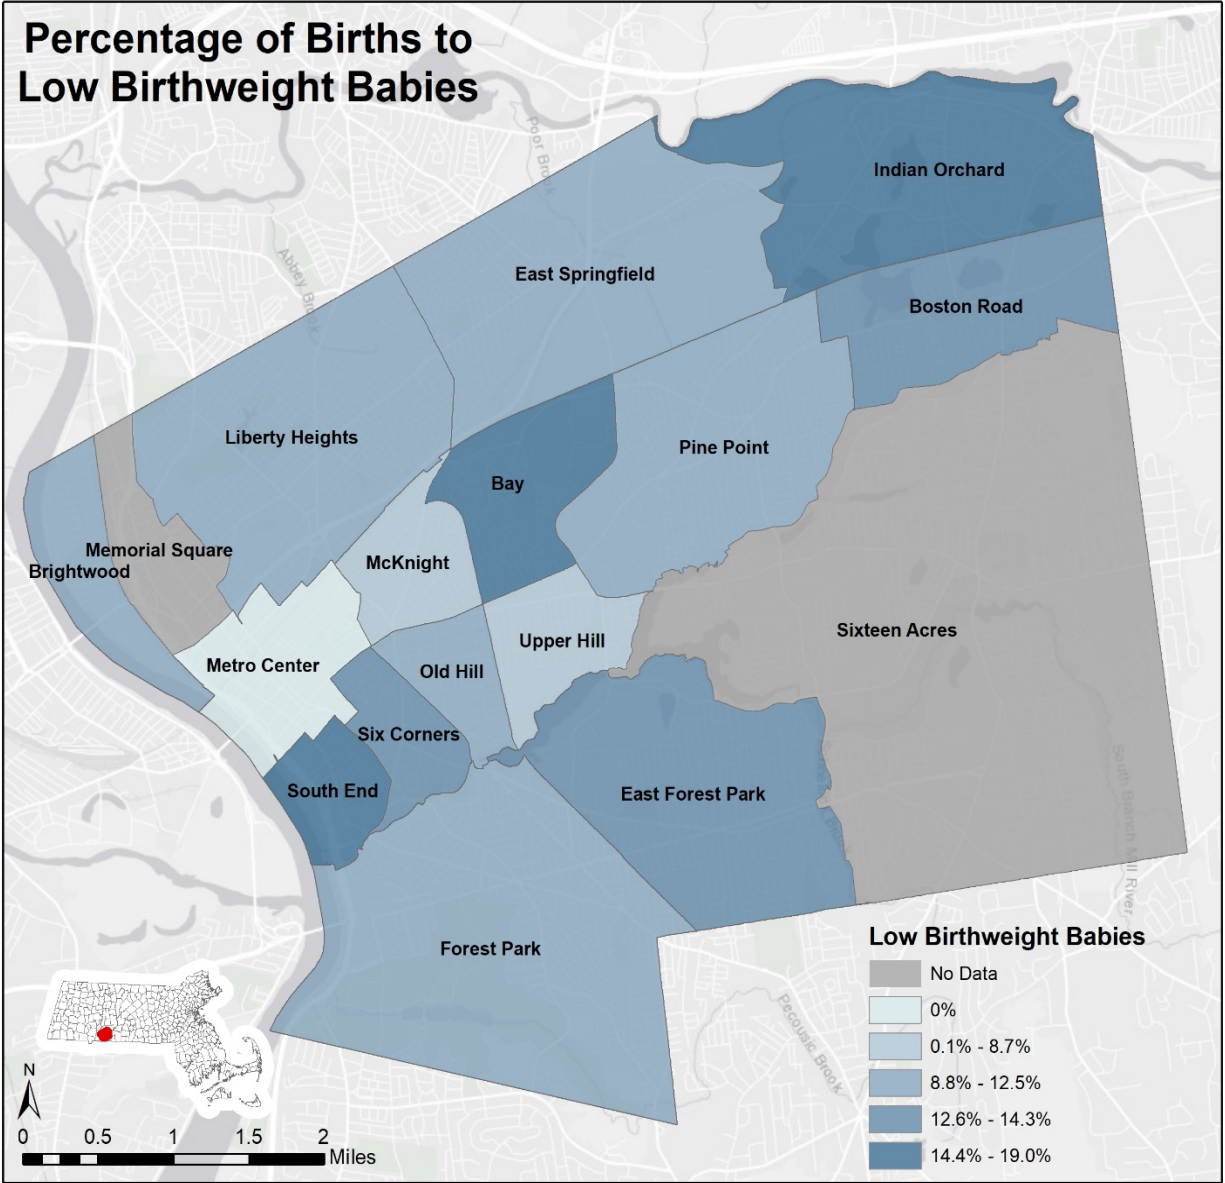 Percentage of Births to
Low Birthweight Babies
Poor Brook
Indian Orchard
Abbey Brook
East Springfield
Boston Road
Liberty Heights
Pine Point
Bay
Memorial Square
McKnight
Brightwood
Sixteen Acres
Upper Hill
Metro Center
Old Hill
Six Corners
South End
East Forest Park
South Branch Mill River
Forest Park
Pecousic Brook
Low Birthweight Babies
No Data
0%
0.1% - 8.7%
8.8% - 12.5%
12.6% - 14.3%
14.4% - 19.0%
N
0 0.5 1 1.5 2
Miles